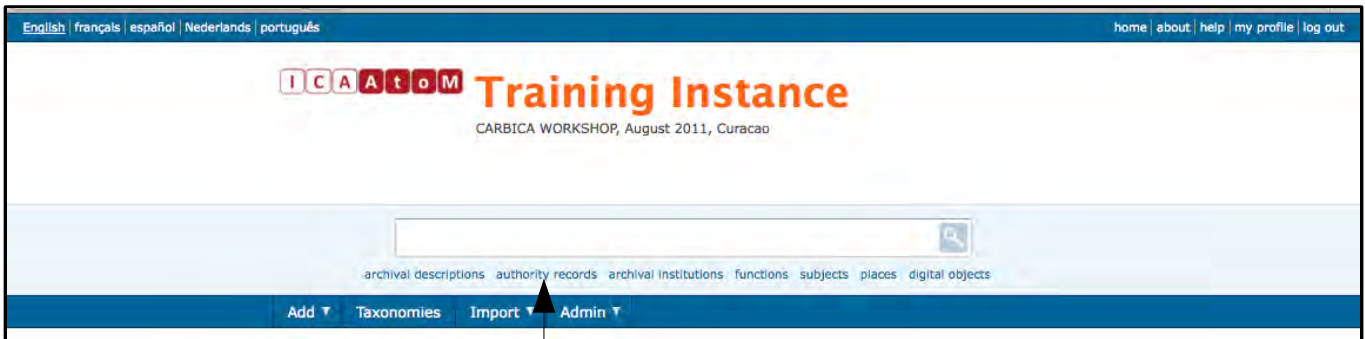 English | français | español | Nederlands | português
home | about | help | my profile | log out
ICAAtoM Training Instance
CARBICA WORKSHOP, August 2011, Curacao
archival descriptions authority records archival institutions functions subjects places digital objects
Add ▼ Taxonomies Import ▼ Admin ▼